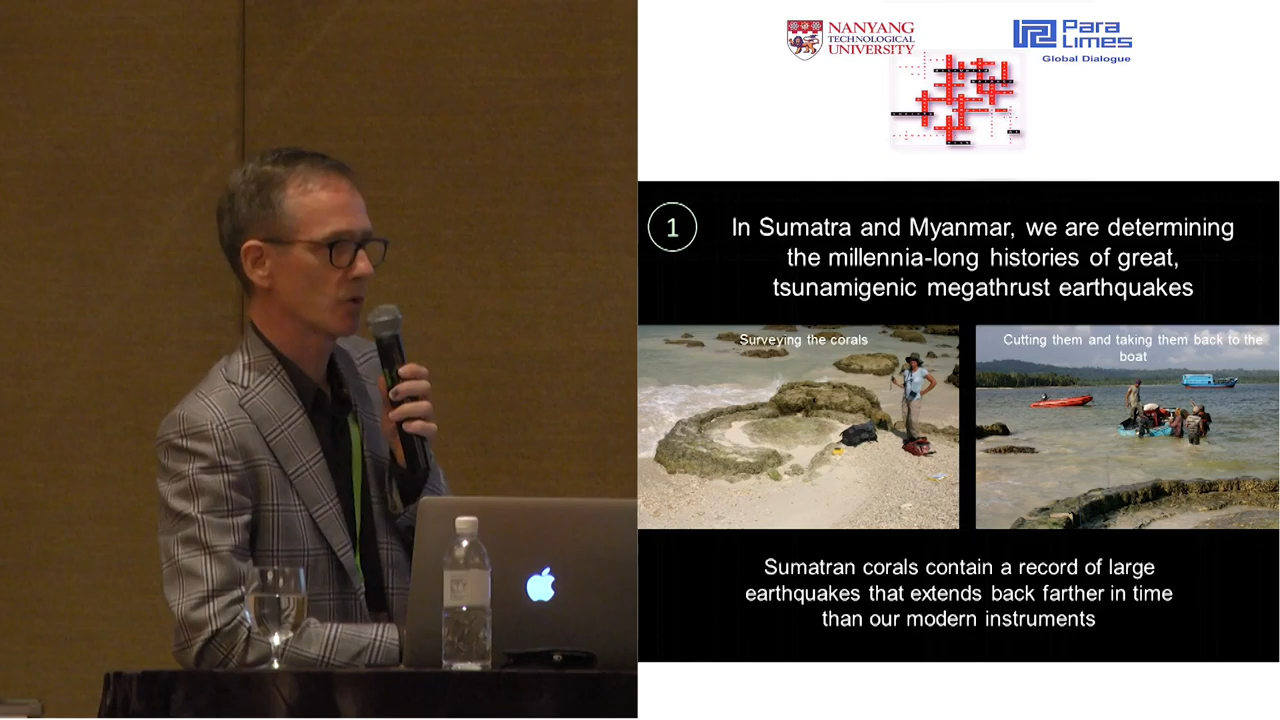 NANYANG
TECHNOLOGICAL
UNIVERSITY
Para
Limes
Global Dialogue
1
In Sumatra and Myanmar, we are determining
the millennia-long histories of great,
tsunamigenic megathrust earthquakes
Surveying the corals
Cutting them and taking them back to the
boat
Sumatran corals contain a record of large
earthquakes that extends back farther in time
than our modern instruments